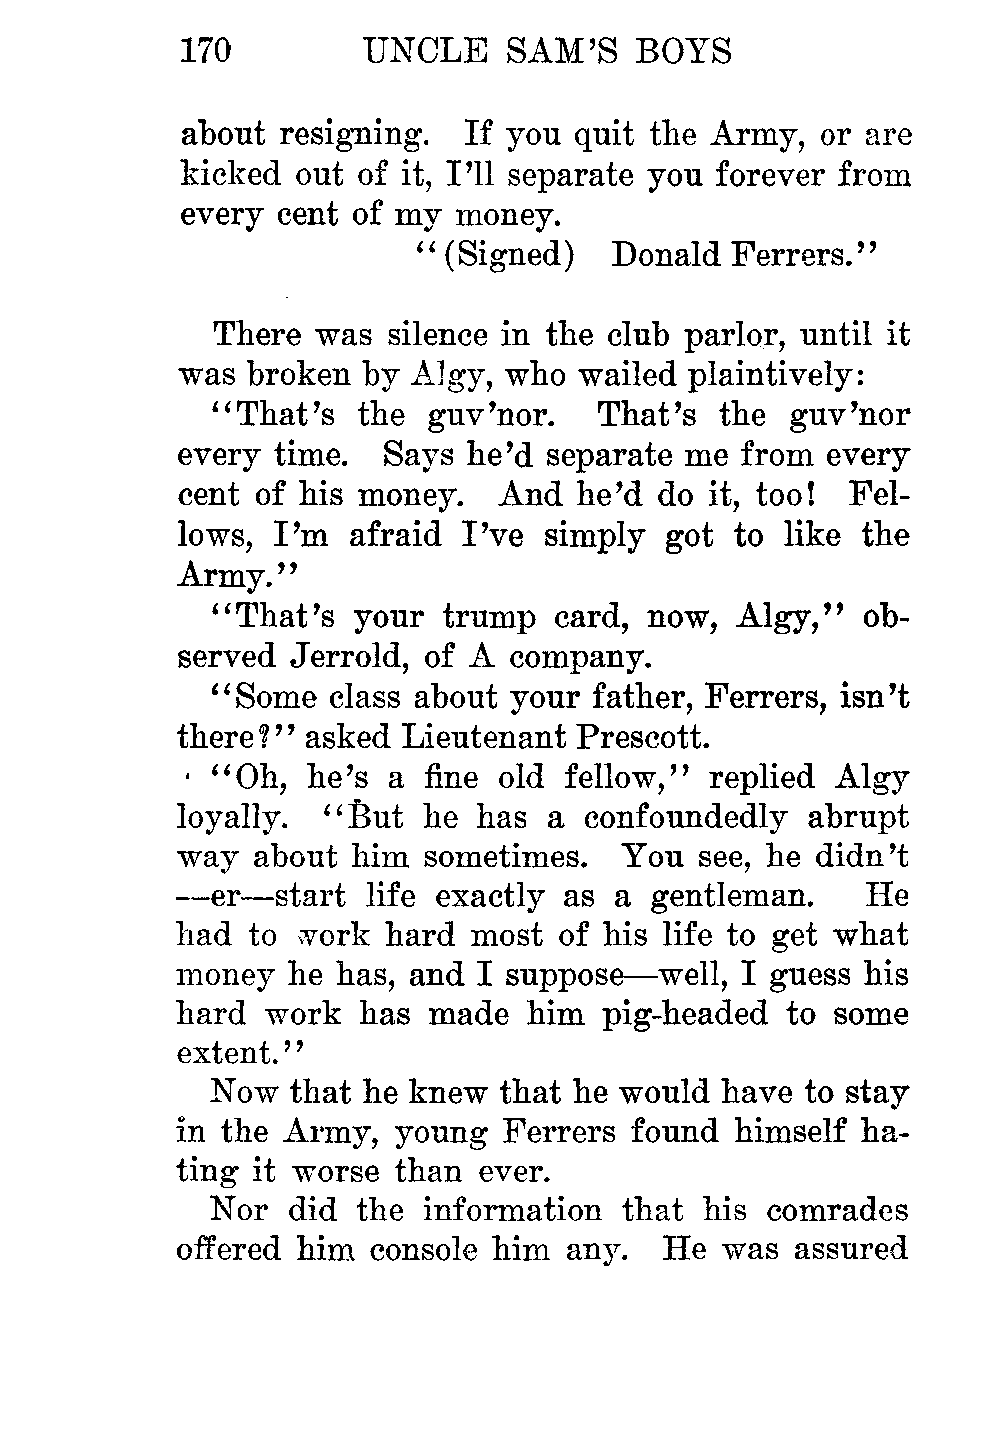 170 UNCLE SAM'S BOYS
about resigning. If you quit the Army, or are
kicked out of it, I'll separate you forever from
every cent of my money.
"(Signed) Donald Ferrers."
There was silence in the club parlor, until it
was broken by Algy, who wailed plaintively:
"That's the guv'nor. That's the guv'nor
every time. Says he'd separate me from every
cent of his money. And he'd do it, too! Fel-
lows, I'm afraid I've simply got to like the
Army."
"That's your trump card, now, Algy," ob-
served Jerrold, of A company.
"Some class about your father, Ferrers, isn't
there?" asked Lieutenant Prescott.
"Oh, he's a fine old fellow," replied Algy
loyally. "But he has a confoundedly abrupt
way about him sometimes. You see, he didn't
—er—start life exactly as a gentleman. He
had to work hard most of his life to get what
money he has, and I suppose—well, I guess his
hard work has made him pig-headed to some
extent."
Now that he knew that he would have to stay
in the Army, young Ferrers found himself ha-
ting it worse than ever.
Nor did the information that his comrades
offered him console him any. He was assured